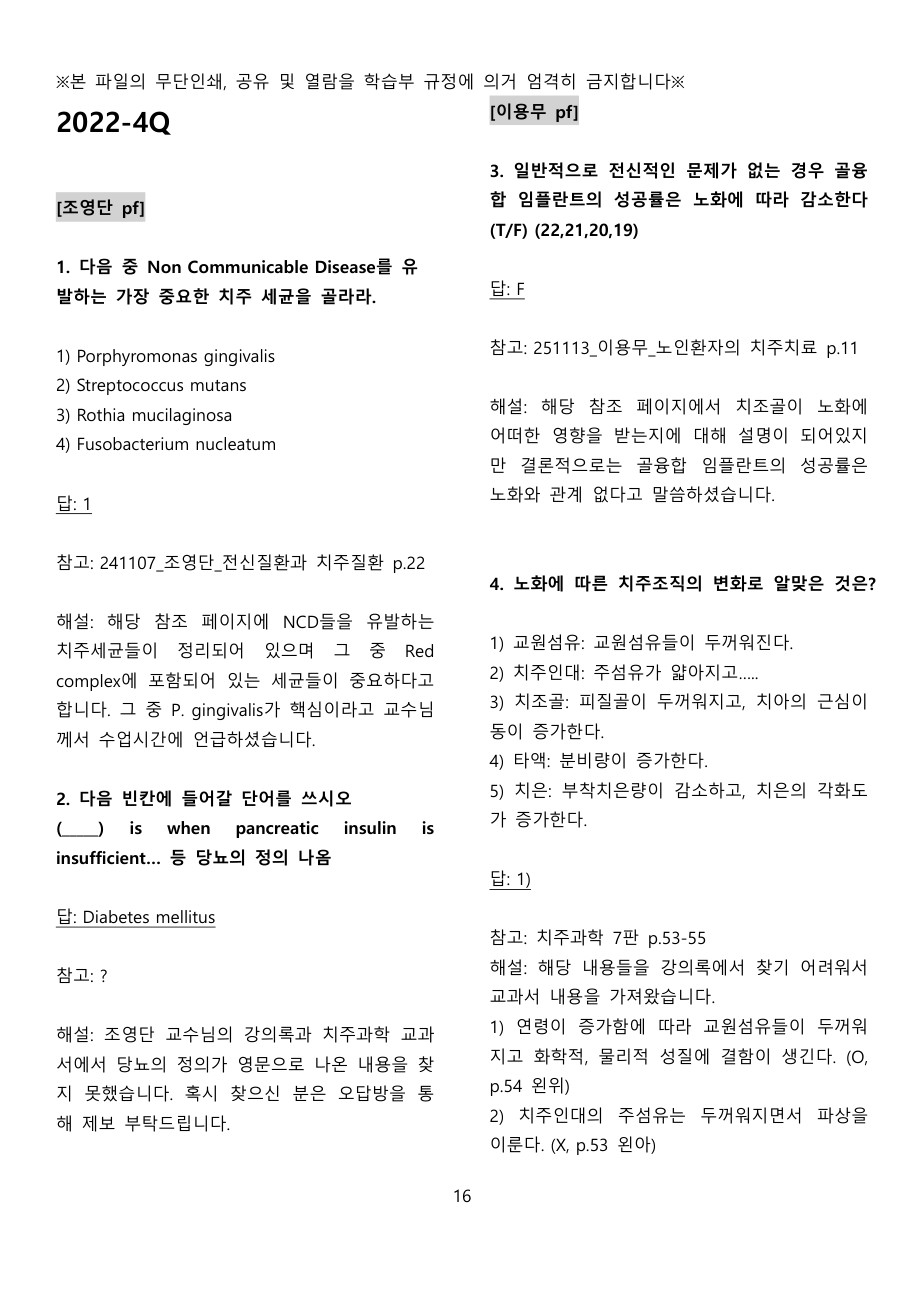 ※본 파일의 무단인쇄, 공유 및 열람을 학습부 규정에 의거 엄격히 금지합니다※
2022-4Q
[조영단 pf]
1. 다음 중 Non Communicable Disease를 유
발하는 가장 중요한 치주 세균을 골라라.
1) Porphyromonas gingivalis
2) Streptococcus mutans
3) Rothia mucilaginosa
4) Fusobacterium nucleatum
답: 1
참고: 241107_조영단_전신질환과 치주질환 p.22
해설: 해당 참조 페이지에 NCD들을 유발하는
치주세균들이 정리되어 있으며 그 중 Red
complex에 포함되어 있는 세균들이 중요하다고
합니다. 그 중 P. gingivalis가 핵심이라고 교수님
께서 수업시간에 언급하셨습니다.
2. 다음 빈칸에 들어갈 단어를 쓰시오
(_____) is when pancreatic insulin is
insufficient... 등 당뇨의 정의 나옴
답: Diabetes mellitus
참고: ?
해설: 조영단 교수님의 강의록과 치주과학 교과
서에서 당뇨의 정의가 영문으로 나온 내용을 찾
지 못했습니다. 혹시 찾으신 분은 오답방을 통
해 제보 부탁드립니다.
[이용무 pf]
3. 일반적으로 전신적인 문제가 없는 경우 골융
합 임플란트의 성공률은 노화에 따라 감소한다
(T/F) (22,21,20,19)
답: F
참고: 251113_이용무_노인환자의 치주치료 p.11
해설: 해당 참조 페이지에서 치조골이 노화에
어떠한 영향을 받는지에 대해 설명이 되어있지
만 결론적으로는 골융합 임플란트의 성공률은
노화와 관계 없다고 말씀하셨습니다.
4. 노화에 따른 치주조직의 변화로 알맞은 것은?
1) 교원섬유: 교원섬유들이 두꺼워진다.
2) 치주인대: 주섬유가 얇아지고.....
3) 치조골: 피질골이 두꺼워지고, 치아의 근심이
동이 증가한다.
4) 타액: 분비량이 증가한다.
5) 치은: 부착치은량이 감소하고, 치은의 각화도
가 증가한다.
답: 1)
참고: 치주과학 7판 p.53-55
해설: 해당 내용들을 강의록에서 찾기 어려워서
교과서 내용을 가져왔습니다.
1) 연령이 증가함에 따라 교원섬유들이 두꺼워
지고 화학적, 물리적 성질에 결함이 생긴다. (O,
p.54 왼위)
2) 치주인대의 주섬유는 두꺼워지면서 파상을
이룬다. (X, p.53 왼아)
16